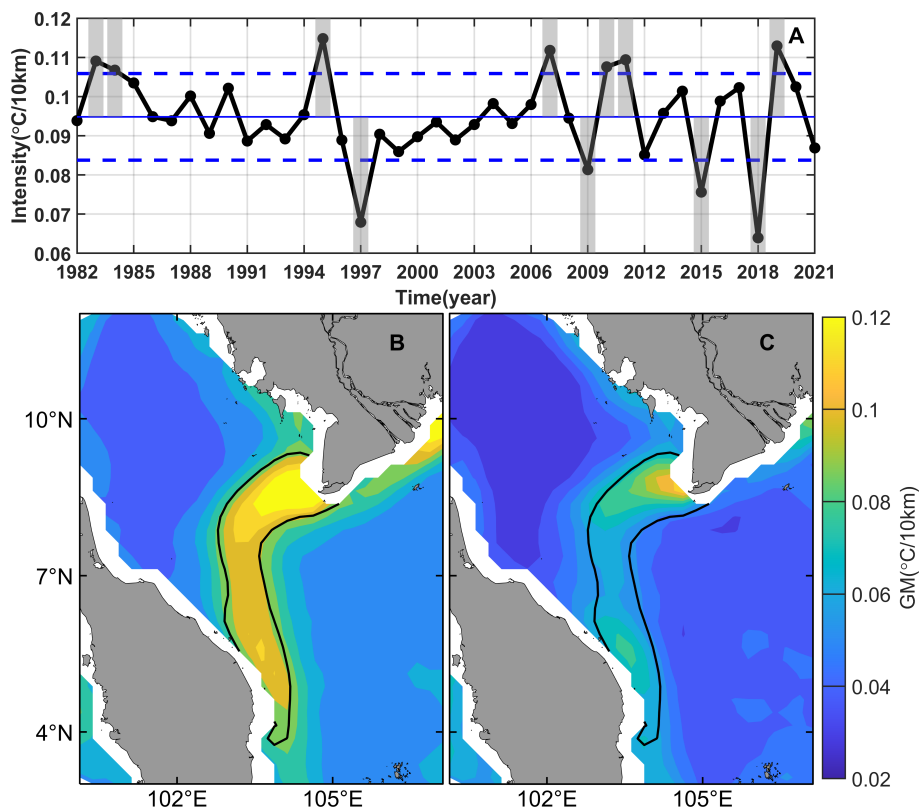 0.12
A
0.11
0.1
0.09
0.08
0.07
0.06
Intensity(°C/10km)
1982 1985 1988 1991 1994 1997 2000 2003 2006 2009 2012 2015 2018 2021
Time(year)
B
C
10°N
7°N
4°N
102°E 105°E
102°E 105°E
0.12
0.1
0.08
0.06
0.04
0.02
GM(°C/10km)